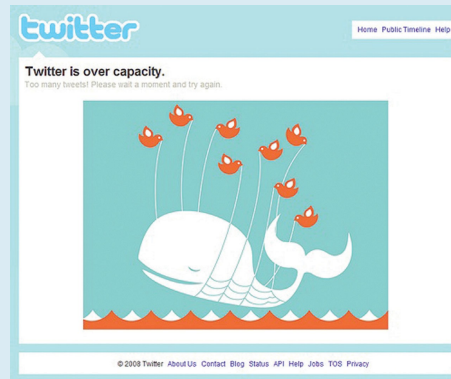 twitter
Home Public Timeline Help
Twitter is over capacity.
Too many tweets! Please wait a moment and try again.
© 2008 Twitter About Us Contact Blog Status API Help Jobs TOS Privacy